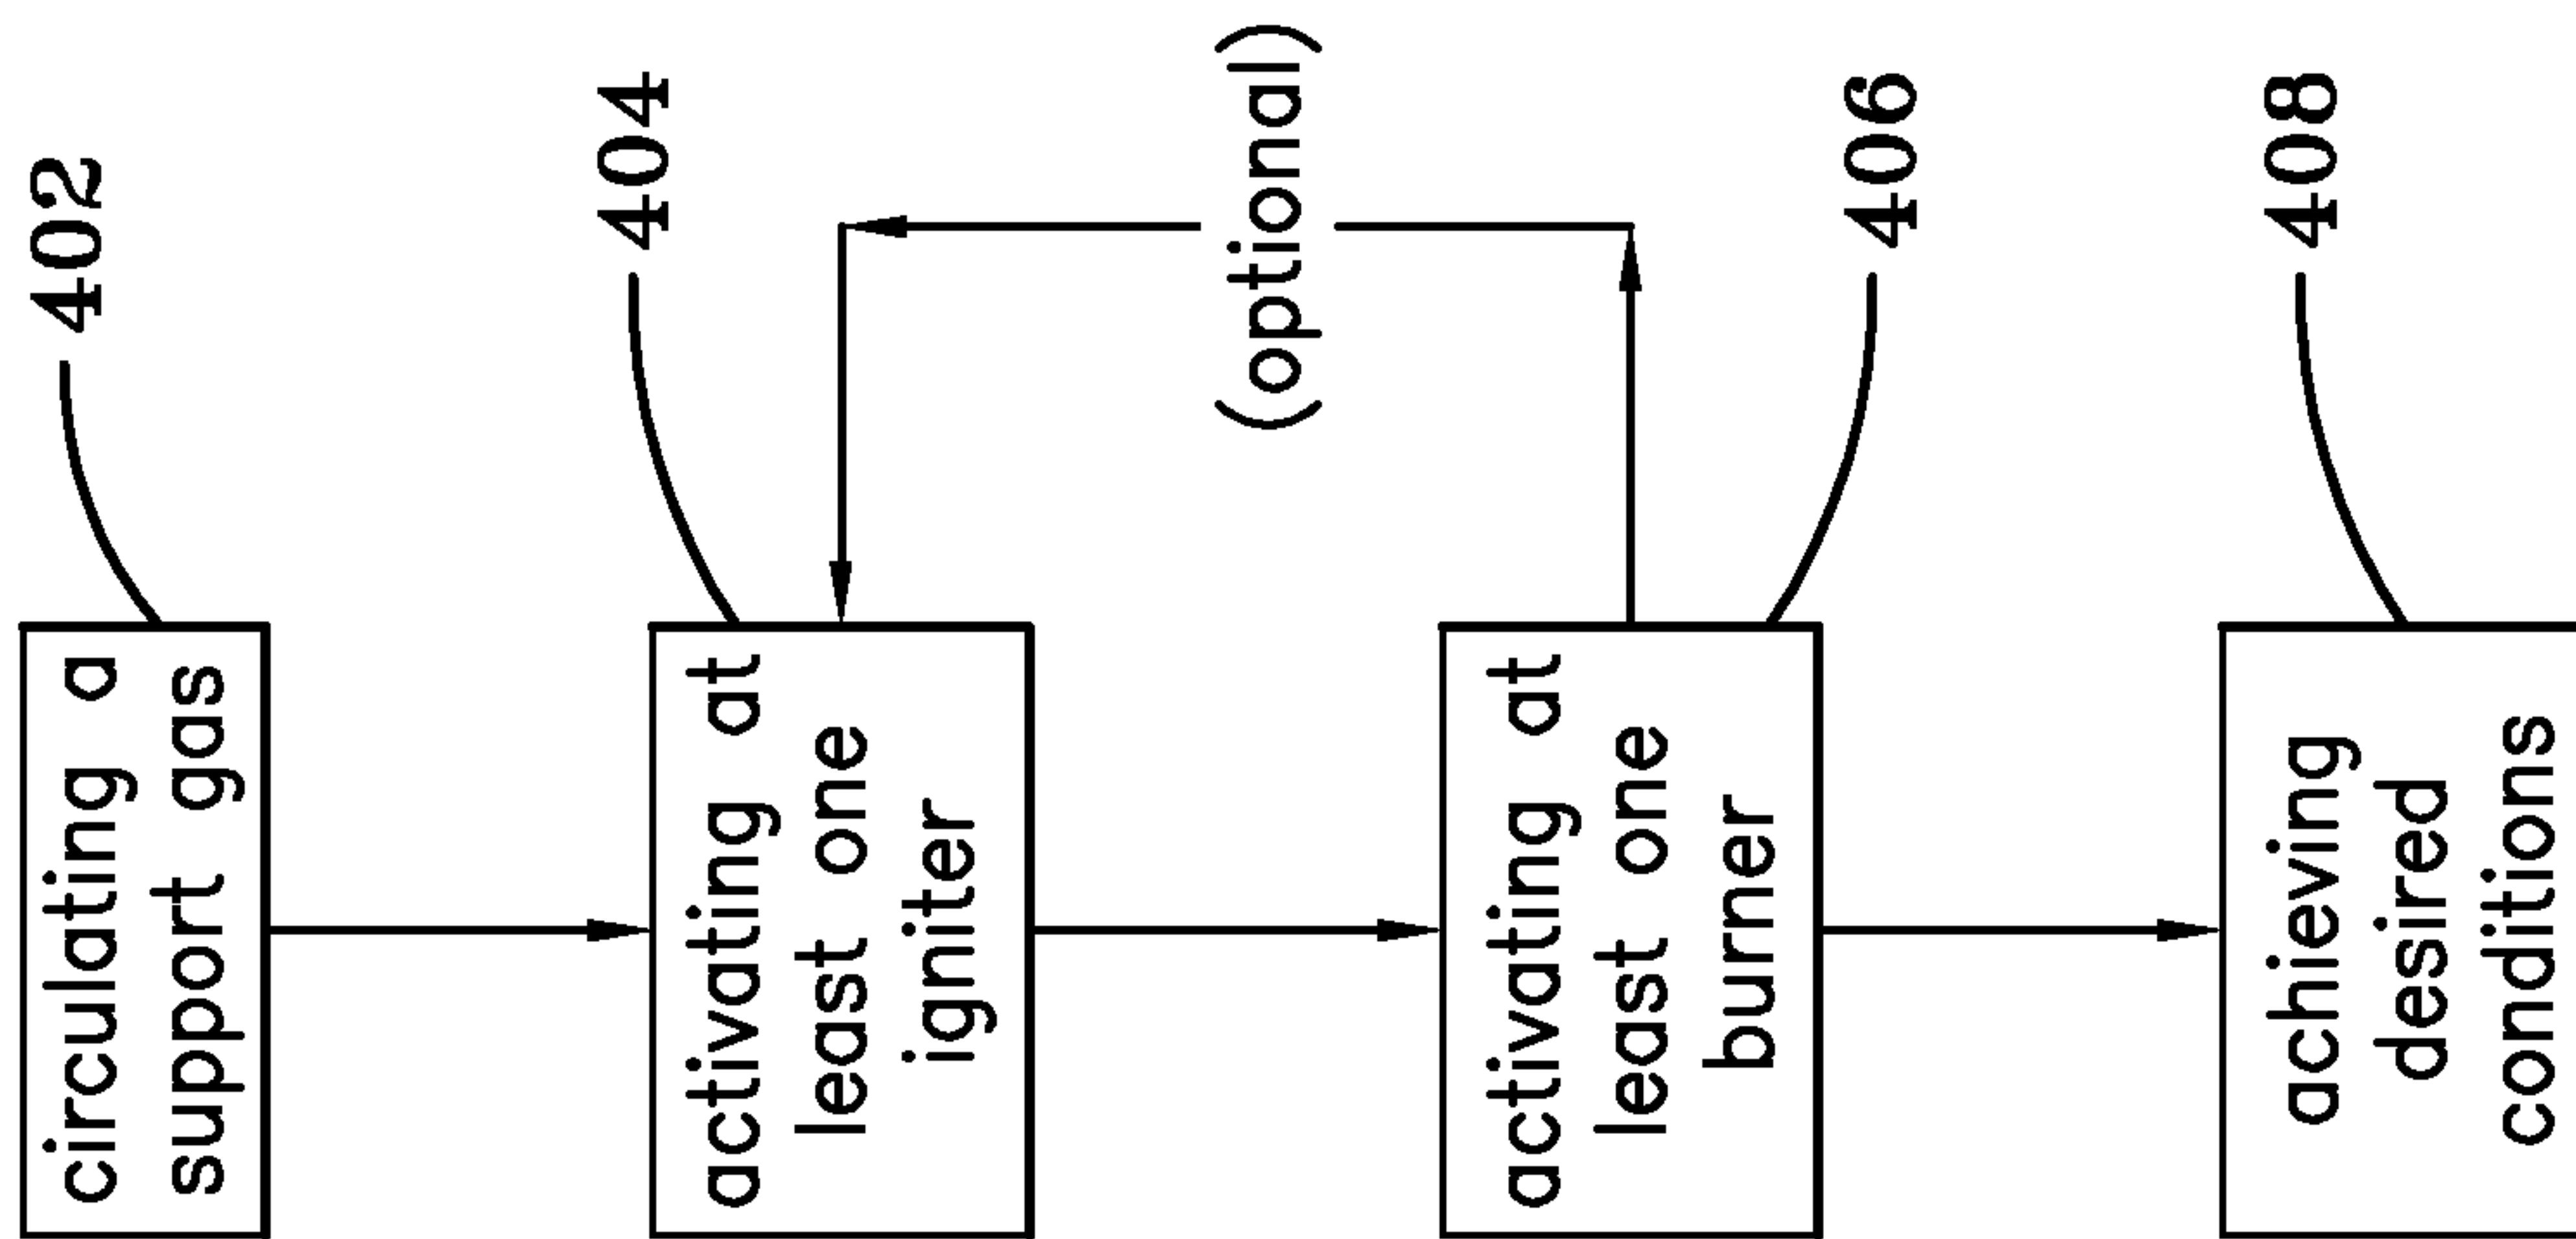 circulating a
support gas
402
activating at
least one
igniter
404
(optional)
activating at
least one
burner
406
achieving
desired
conditions
408